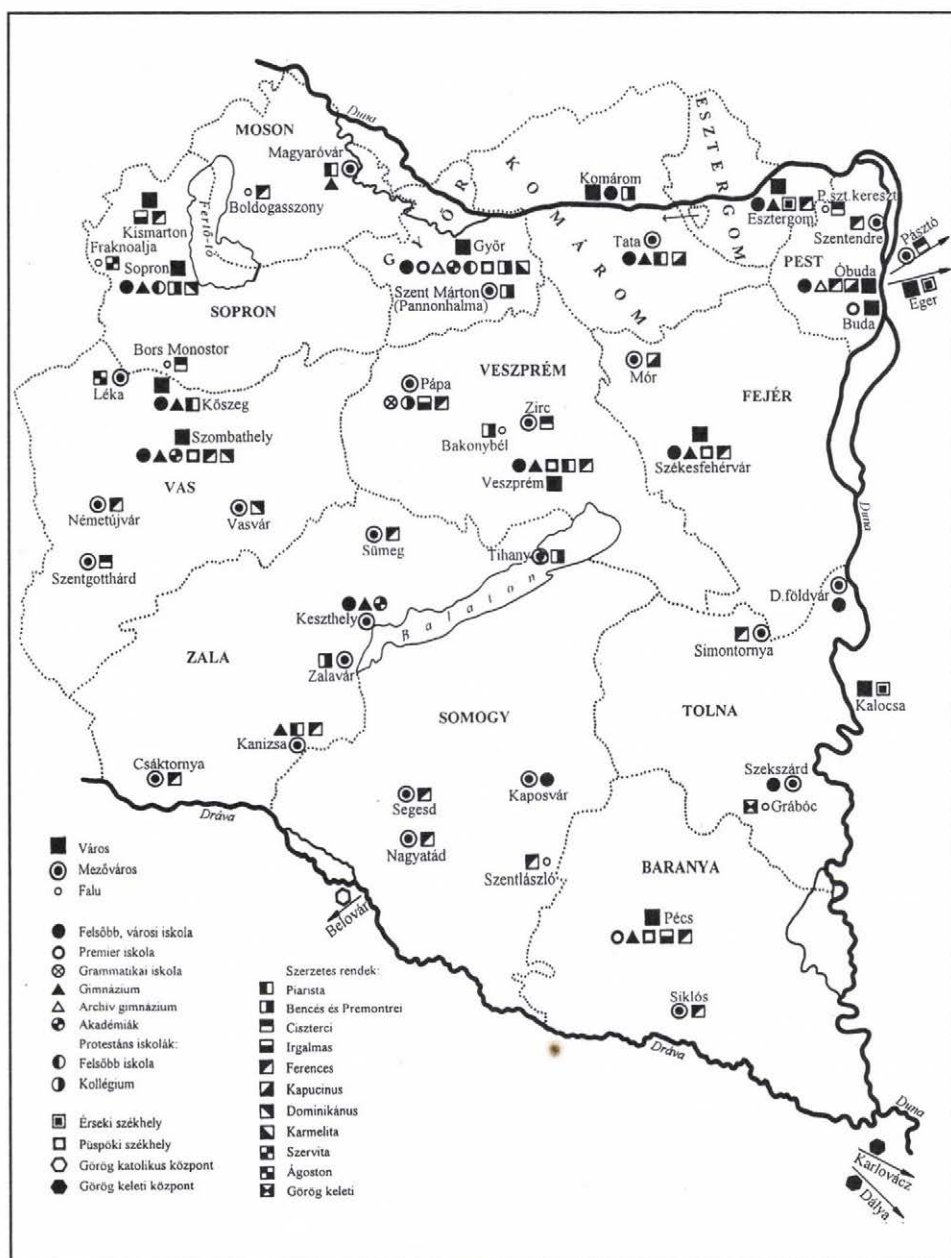 Duna
MOSON
Magyaróvár
Boldogasszony
Fertő-tó
Kismarton
Fraknoalja
Sopron
SOPRON
GYŐR
Győr
Szent Márton
(Pannonhalma)
KOMÁROM
Komárom
Tata
ESZTERGOM
Esztergom
P.szt.kereszt
Szentendre
Pásztó
PEST
Óbuda
Eger
Buda
Bors Monostor
Léka
Kőszeg
Szombathely
VAS
Németújvár
Vasvár
Szentgotthárd
VESZPRÉM
Pápa
Zirc
Bakonybél
Veszprém
Mór
FEJÉR
Székesfehérvár
Duna
Sümeg
Tihany
Balaton
Keszthely
ZALA
Zalavár
Kanizsa
Csáktornya
Dráva
D.földvár
Simontornya
TOLNA
Kalocsa
SOMOGY
Segesd
Kaposvár
Nagyatád
Szentlászló
Szekszárd
Grábóc
BARANYA
Pécs
Siklós
Belovár
Dráva
Duna
Karlovácz
Dálya
Város
Mezőváros
Falu
Felsőbb, városi iskola
Premier iskola
Grammatikai iskola
Gimnázium
Archiv gimnázium
Akadémiák
Protestáns iskolák:
Felsőbb iskola
Kollégium
Érseki székhely
Püspöki székhely
Görög katolikus központ
Görög keleti központ
Szerzetes rendek:
Piarista
Bencés és Premontrei
Ciszterci
Irgalmas
Ferences
Kapucinus
Dominikánus
Karmelita
Szervita
Ágoston
Görög keleti